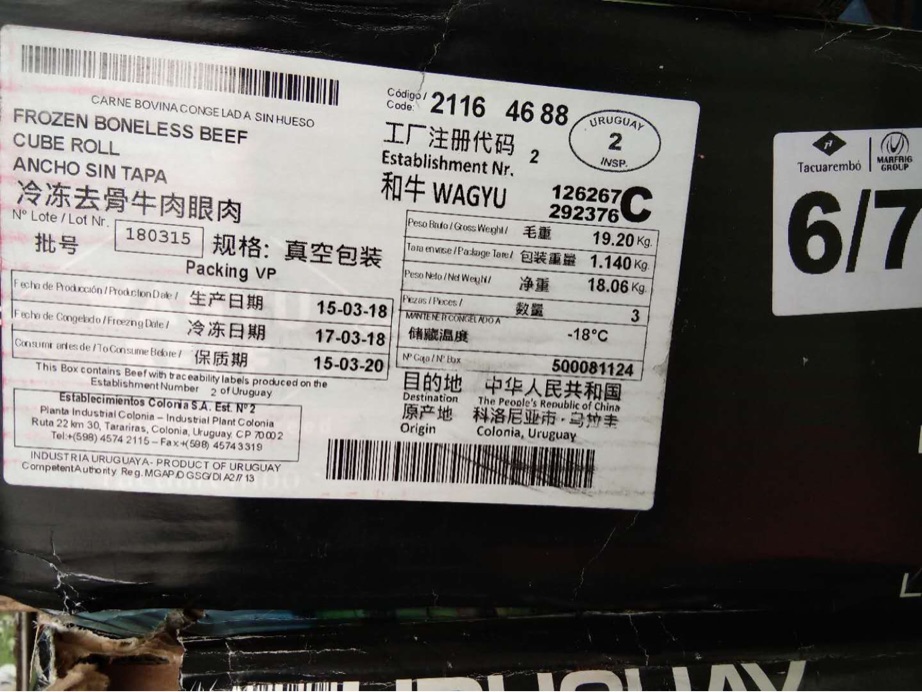 CARNE BOVINA CONGELADA SIN HUESO
FROZEN BONELESS BEEF
CUBE ROLL
ANCHO SIN TAPA
冷冻去骨牛肉眼肉
N° Lote / Lot Nr.
批号
180315
规格: 真空包装
Packing VP
Fecha de Producción / Production Date / 生产日期 15-03-18
Fecha de Congelado / Freezing Date / 冷冻日期 17-03-18
Consumir antes de / To Consume Before / 保质期 15-03-20
This Box contains Beef with traceability labels produced on the
Establishment Number 2 of Uruguay
Establecimientos Colonia S.A. Est. N° 2
Planta Industrial Colonia – Industrial Plant Colonia
Ruta 22 km 30, Tarariras, Colonia, Uruguay. CP 70002
Tel:+(598) 4574 2115 – Fax+(598) 45743319
INDUSTRIA URUGUAYA - PRODUCT OF URUGUAY
Competent Authority Reg. MGAP/DGSG/DIA 2// 13
Código /
Code: 2116 4688
工厂注册代码
Establishment Nr. 2
URUGUAY
2
INSP.
和牛 WAGYU
126267
292376
C
Peso Bruto / Gross Weight / 毛重 19.20 Kg.
Tara envase / Package Tare / 包装重量 1.140 Kg.
Peso Neto / Net Weight / 净重 18.06 Kg.
Piezas / Pieces / 数量 3
MANTENER CONGELADO A
储藏温度 -18°C
N° Caja / N° Box 500081124
目的地 中华人民共和国
Destination The People's Republic of China
原产地 科洛尼亚市·乌拉圭
Origin Colonia, Uruguay
Tacuarembó
MARFRIG
GROUP
6/7
URUGUAY